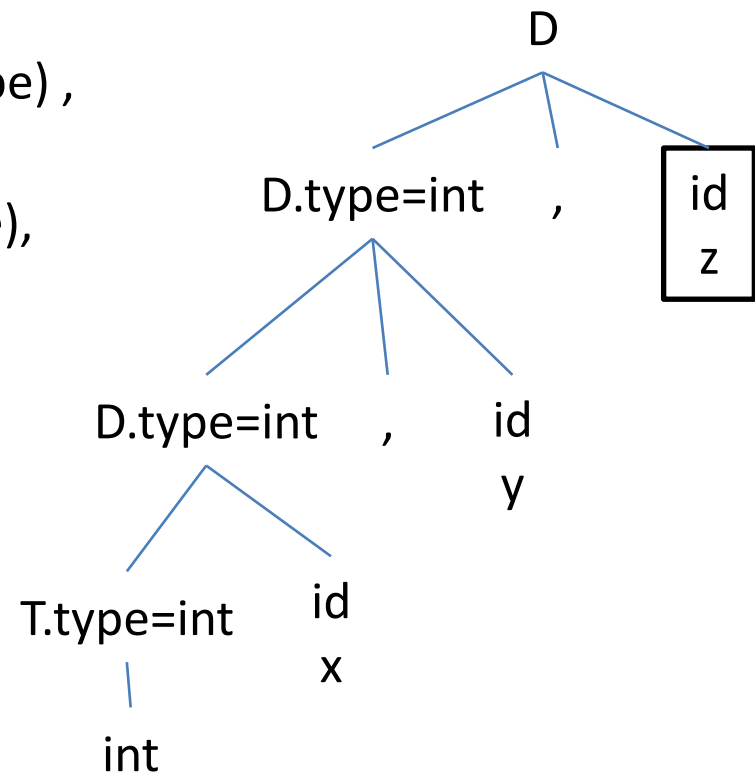 D
pe) ,
D.type=int , id
z
),
D.type=int , id
y
T.type=int id
x
int